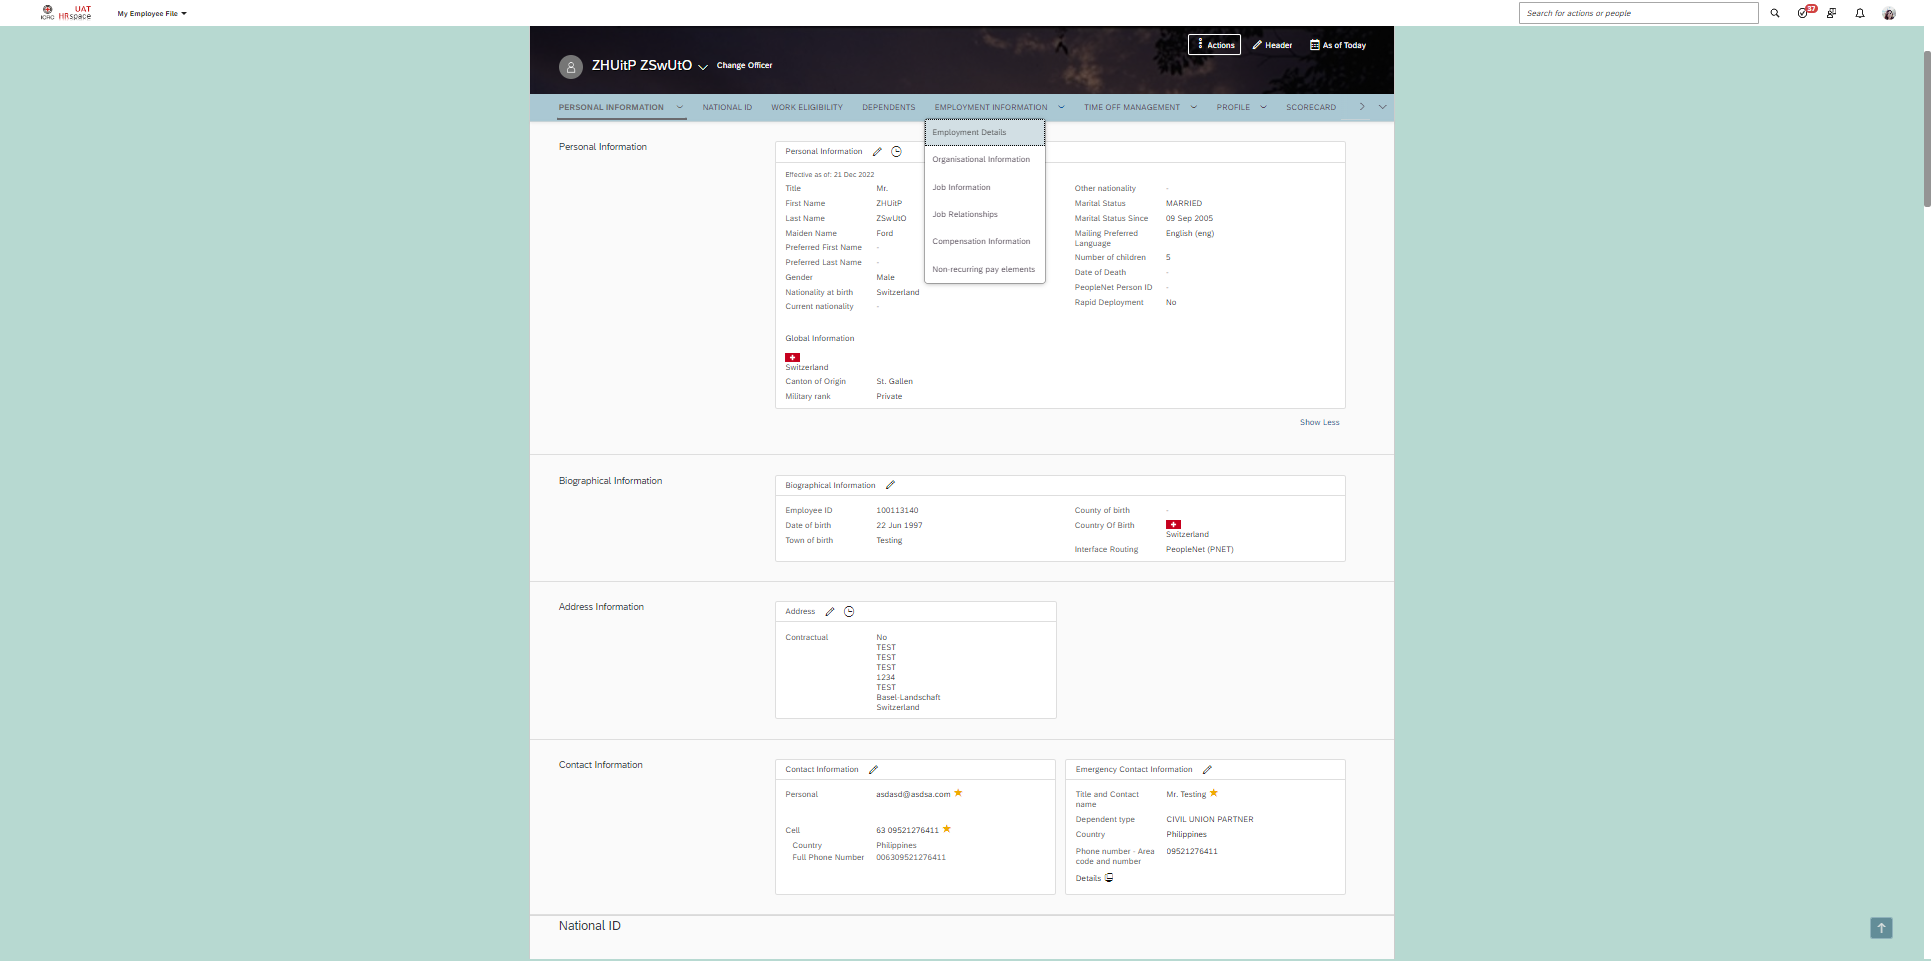 ICRC UAT HRspace My Employee File Search for actions or people 37
ZHUitP ZSwUtO Change Officer Actions Header As of Today
PERSONAL INFORMATION NATIONAL ID WORK ELIGIBILITY DEPENDENTS EMPLOYMENT INFORMATION TIME OFF MANAGEMENT PROFILE SCORECARD
Employment Details
Organisational Information
Job Information
Job Relationships
Compensation Information
Non-recurring pay elements
Personal Information
Personal Information
Effective as of: 21 Dec 2022
Title Mr.
First Name ZHUitP
Last Name ZSwUtO
Maiden Name Ford
Preferred First Name -
Preferred Last Name -
Gender Male
Nationality at birth Switzerland
Current nationality -
Other nationality -
Marital Status MARRIED
Marital Status Since 09 Sep 2005
Mailing Preferred English (eng)
Language
Number of children 5
Date of Death -
PeopleNet Person ID -
Rapid Deployment No
Global Information
Switzerland
Canton of Origin St. Gallen
Military rank Private
Show Less
Biographical Information
Biographical Information
Employee ID 100113140
Date of birth 22 Jun 1997
Town of birth Testing
County of birth -
Country Of Birth
Switzerland
Interface Routing PeopleNet (PNET)
Address Information
Address
Contractual No
TEST
TEST
TEST
1234
TEST
Basel-Landschaft
Switzerland
Contact Information
Contact Information
Personal asdasd@asdsa.com
Cell 63 09521276411
Country Philippines
Full Phone Number 006309521276411
Emergency Contact Information
Title and Contact Mr. Testing
name
Dependent type CIVIL UNION PARTNER
Country Philippines
Phone number - Area 09521276411
code and number
Details
National ID